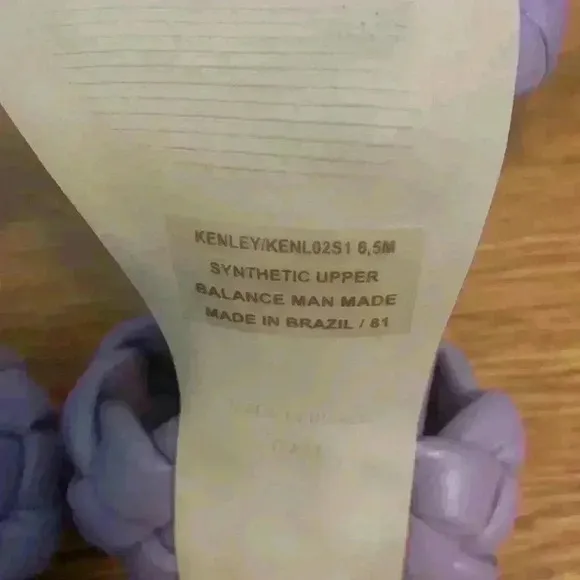 KENLEY/KENL02S1 6,5M
SYNTHETIC UPPER
BALANCE MAN MADE
MADE IN BRAZIL / 81